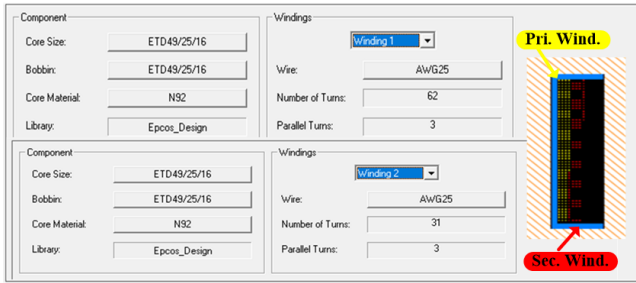 Component
Core Size: ETD49/25/16
Bobbin: ETD49/25/16
Core Material: N92
Library: Epcos_Design
Windings
Winding 1
Wire: AWG25
Number of Turns: 62
Parallel Turns: 3
Pri. Wind.
Component
Core Size: ETD49/25/16
Bobbin: ETD49/25/16
Core Material: N92
Library: Epcos_Design
Windings
Winding 2
Wire: AWG25
Number of Turns: 31
Parallel Turns: 3
Sec. Wind.